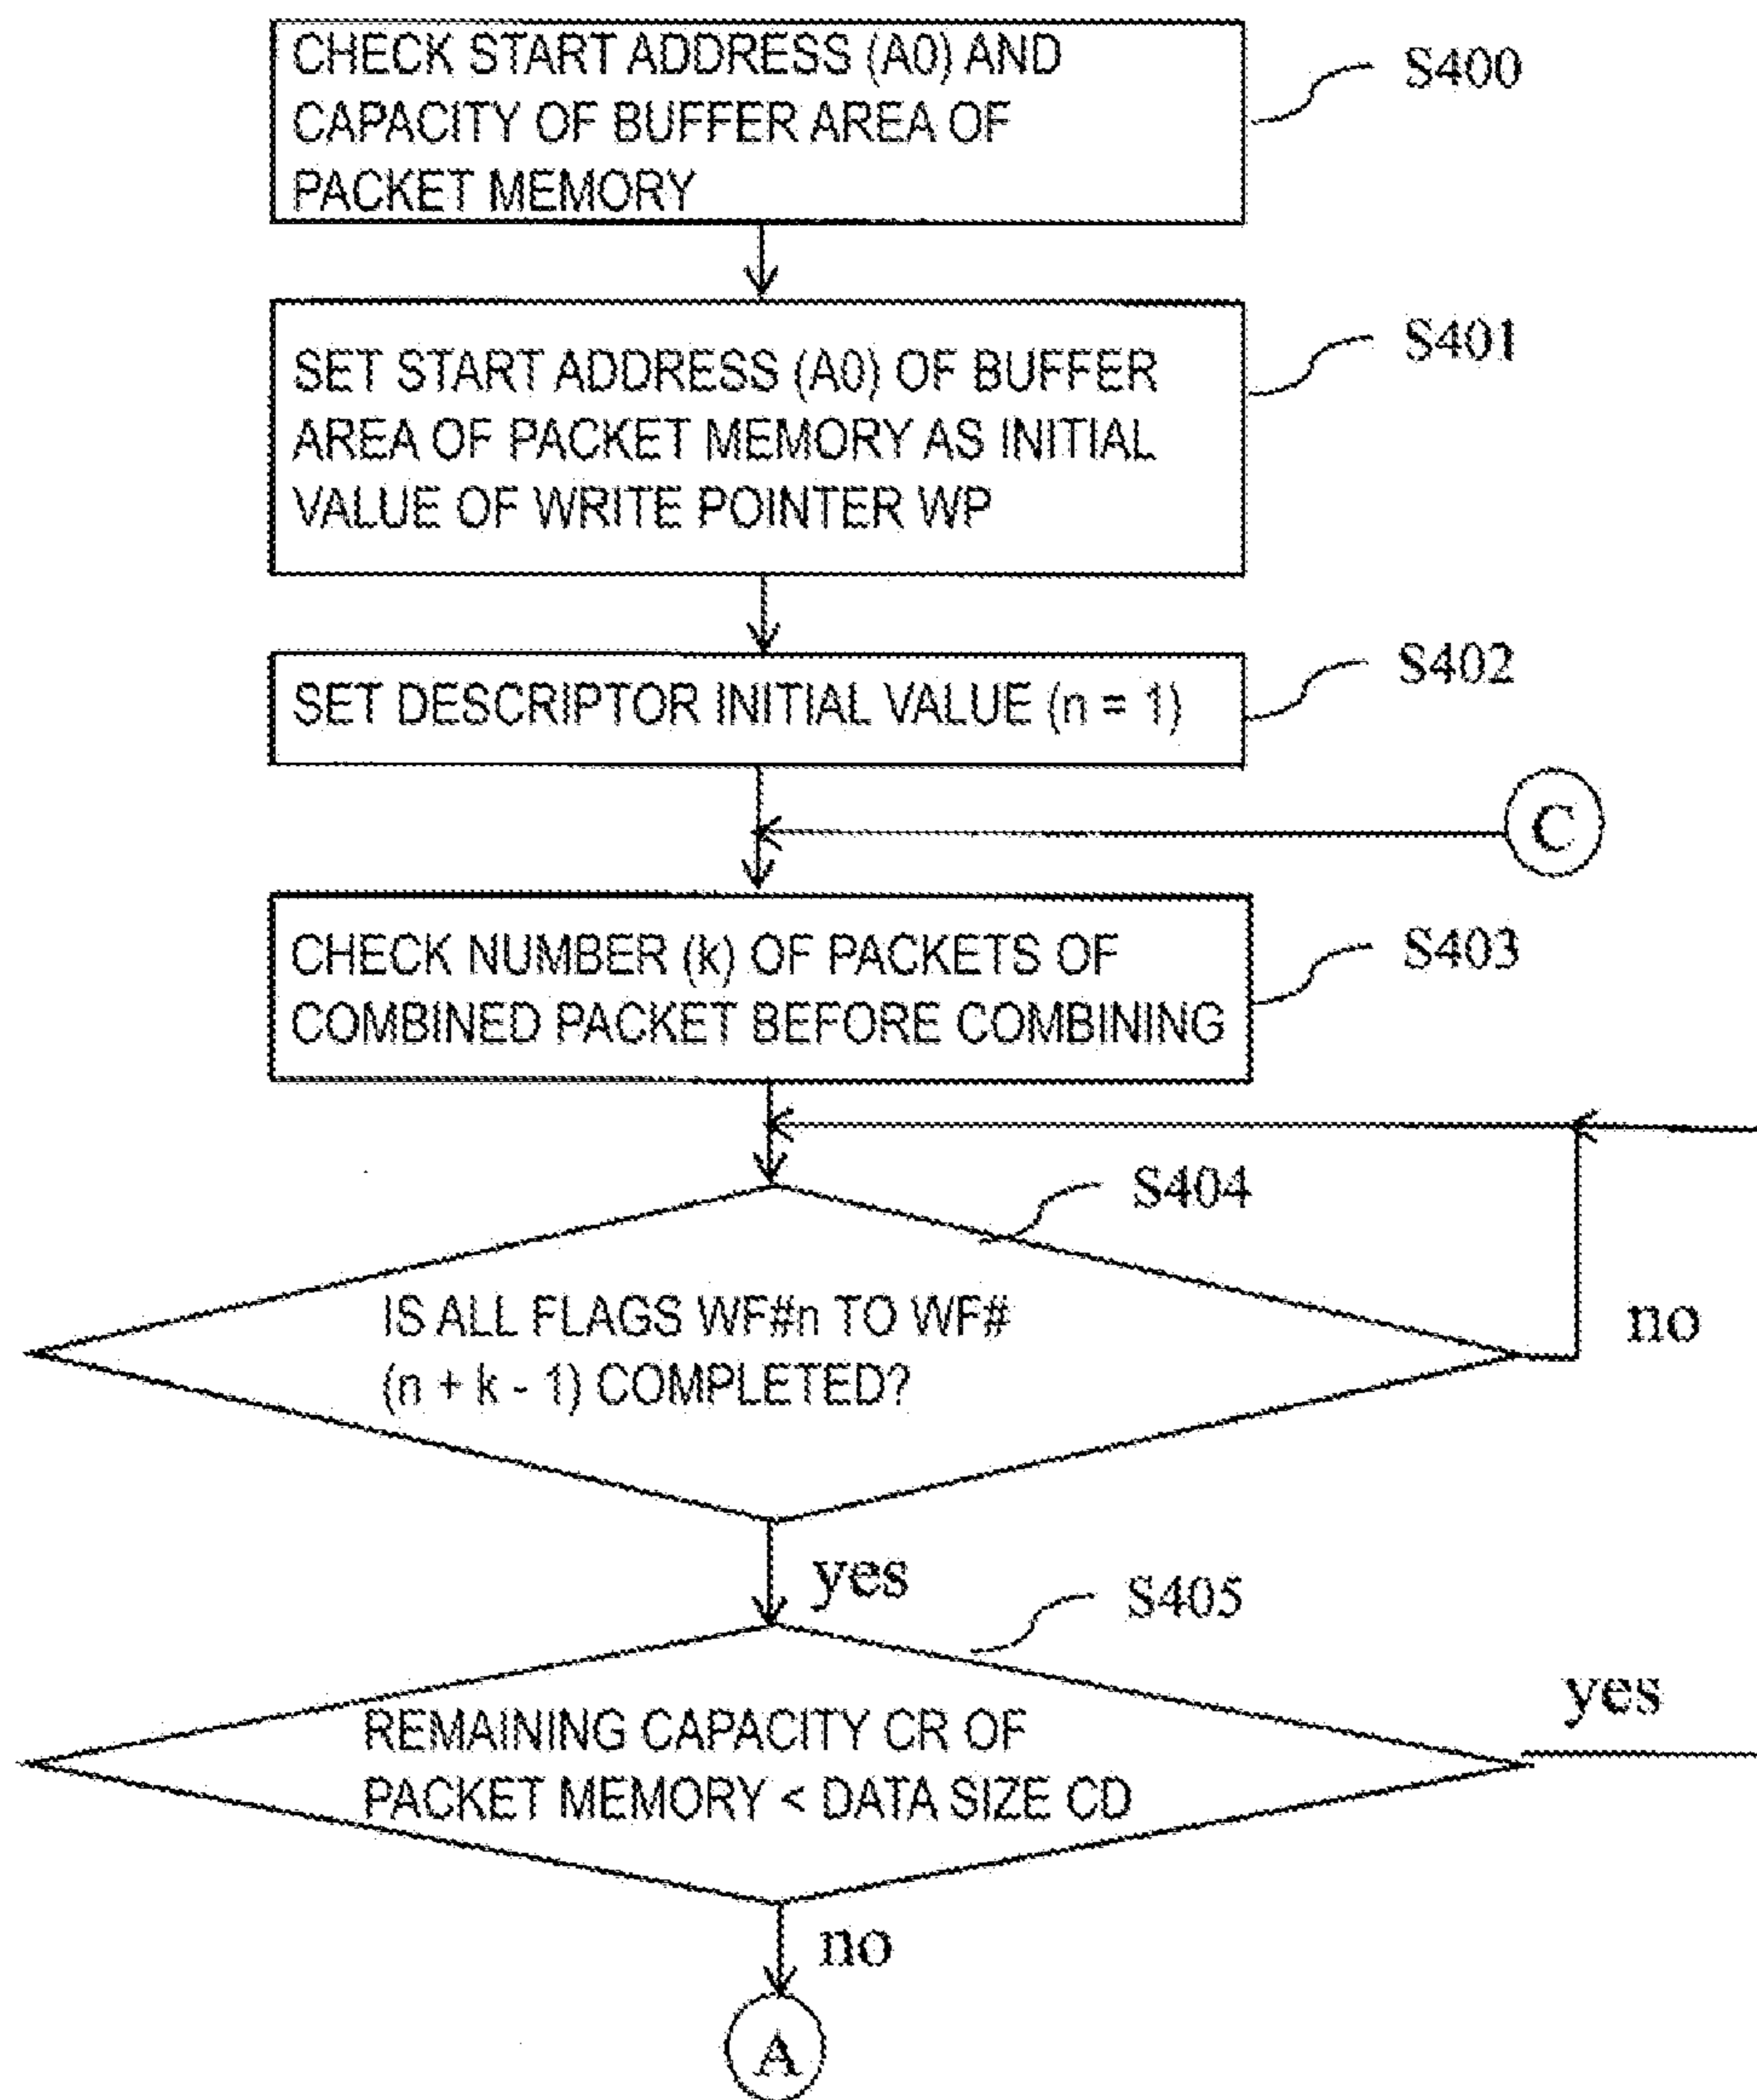 CHECK START ADDRESS (A0) AND
CAPACITY OF BUFFER AREA OF
PACKET MEMORY
S400
SET START ADDRESS (A0) OF BUFFER
AREA OF PACKET MEMORY AS INITIAL
VALUE OF WRITE POINTER WP
S401
SET DESCRIPTOR INITIAL VALUE (n = 1)
S402
C
CHECK NUMBER (k) OF PACKETS OF
COMBINED PACKET BEFORE COMBINING
S403
S404
IS ALL FLAGS WF#n TO WF#
(n + k - 1) COMPLETED?
no
yes
S405
REMAINING CAPACITY CR OF
PACKET MEMORY < DATA SIZE CD
yes
no
A